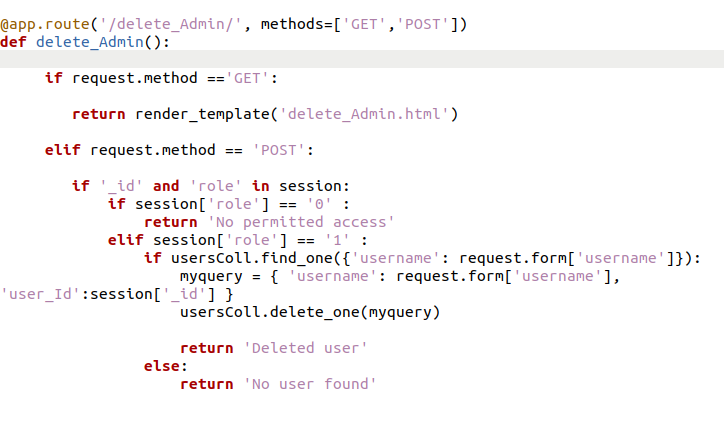 @app.route('/delete_Admin/', methods=['GET','POST'])
def delete_Admin():
if request.method =='GET':
return render_template('delete_Admin.html')
elif request.method == 'POST':
if '_id' and 'role' in session:
if session['role'] == '0' :
return 'No permitted access'
elif session['role'] == '1' :
if usersColl.find_one({'username': request.form['username']}):
myquery = { 'username': request.form['username'],
'user_Id':session['_id'] }
usersColl.delete_one(myquery)
return 'Deleted user'
else:
return 'No user found'